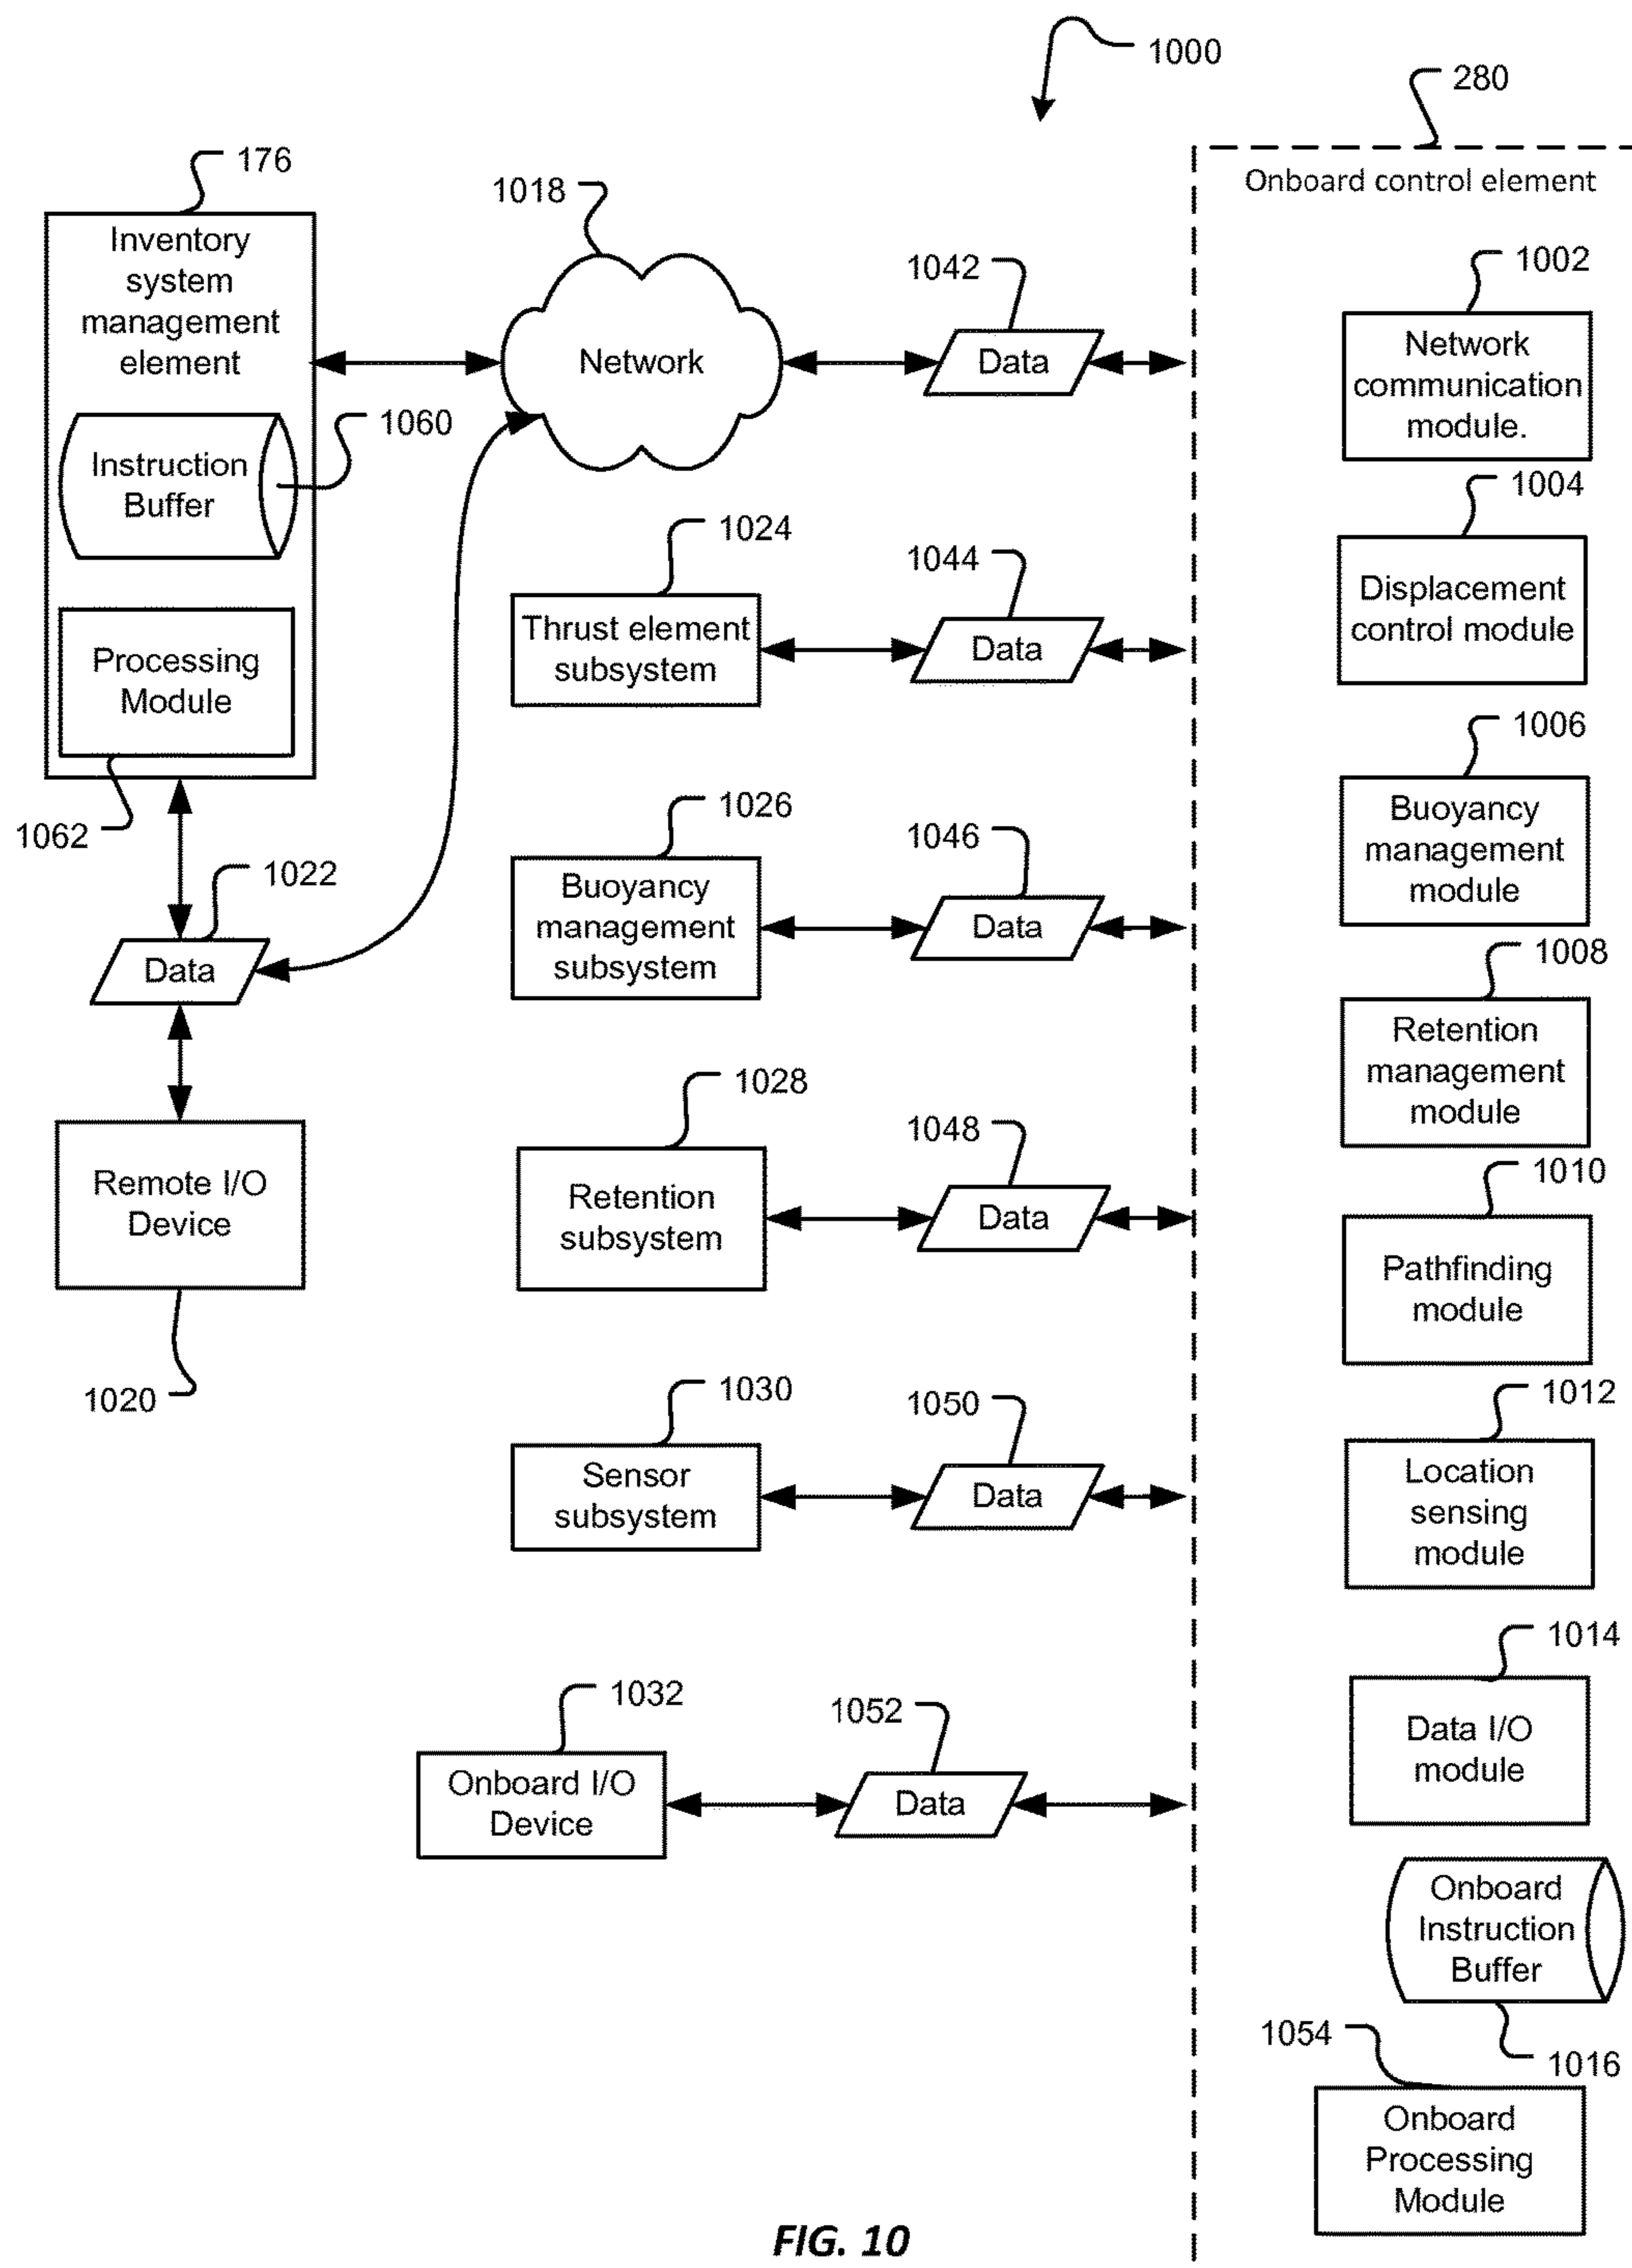 1000
280
Onboard control element
176
Inventory
system
management
element
1060
Instruction
Buffer
Processing
Module
1062
1018
Network
1042
Data
1002
Network
communication
module.
1004
Displacement
control module
1024
Thrust element
subsystem
1044
Data
1006
Buoyancy
management
module
1026
Buoyancy
management
subsystem
1046
Data
1022
Data
1008
Retention
management
module
1028
Retention
subsystem
1048
Data
Remote I/O
Device
1020
1010
Pathfinding
module
1030
Sensor
subsystem
1050
Data
1012
Location
sensing
module
1014
Data I/O
module
1032
Onboard I/O
Device
1052
Data
Onboard
Instruction
Buffer
1016
1054
Onboard
Processing
Module
FIG. 10